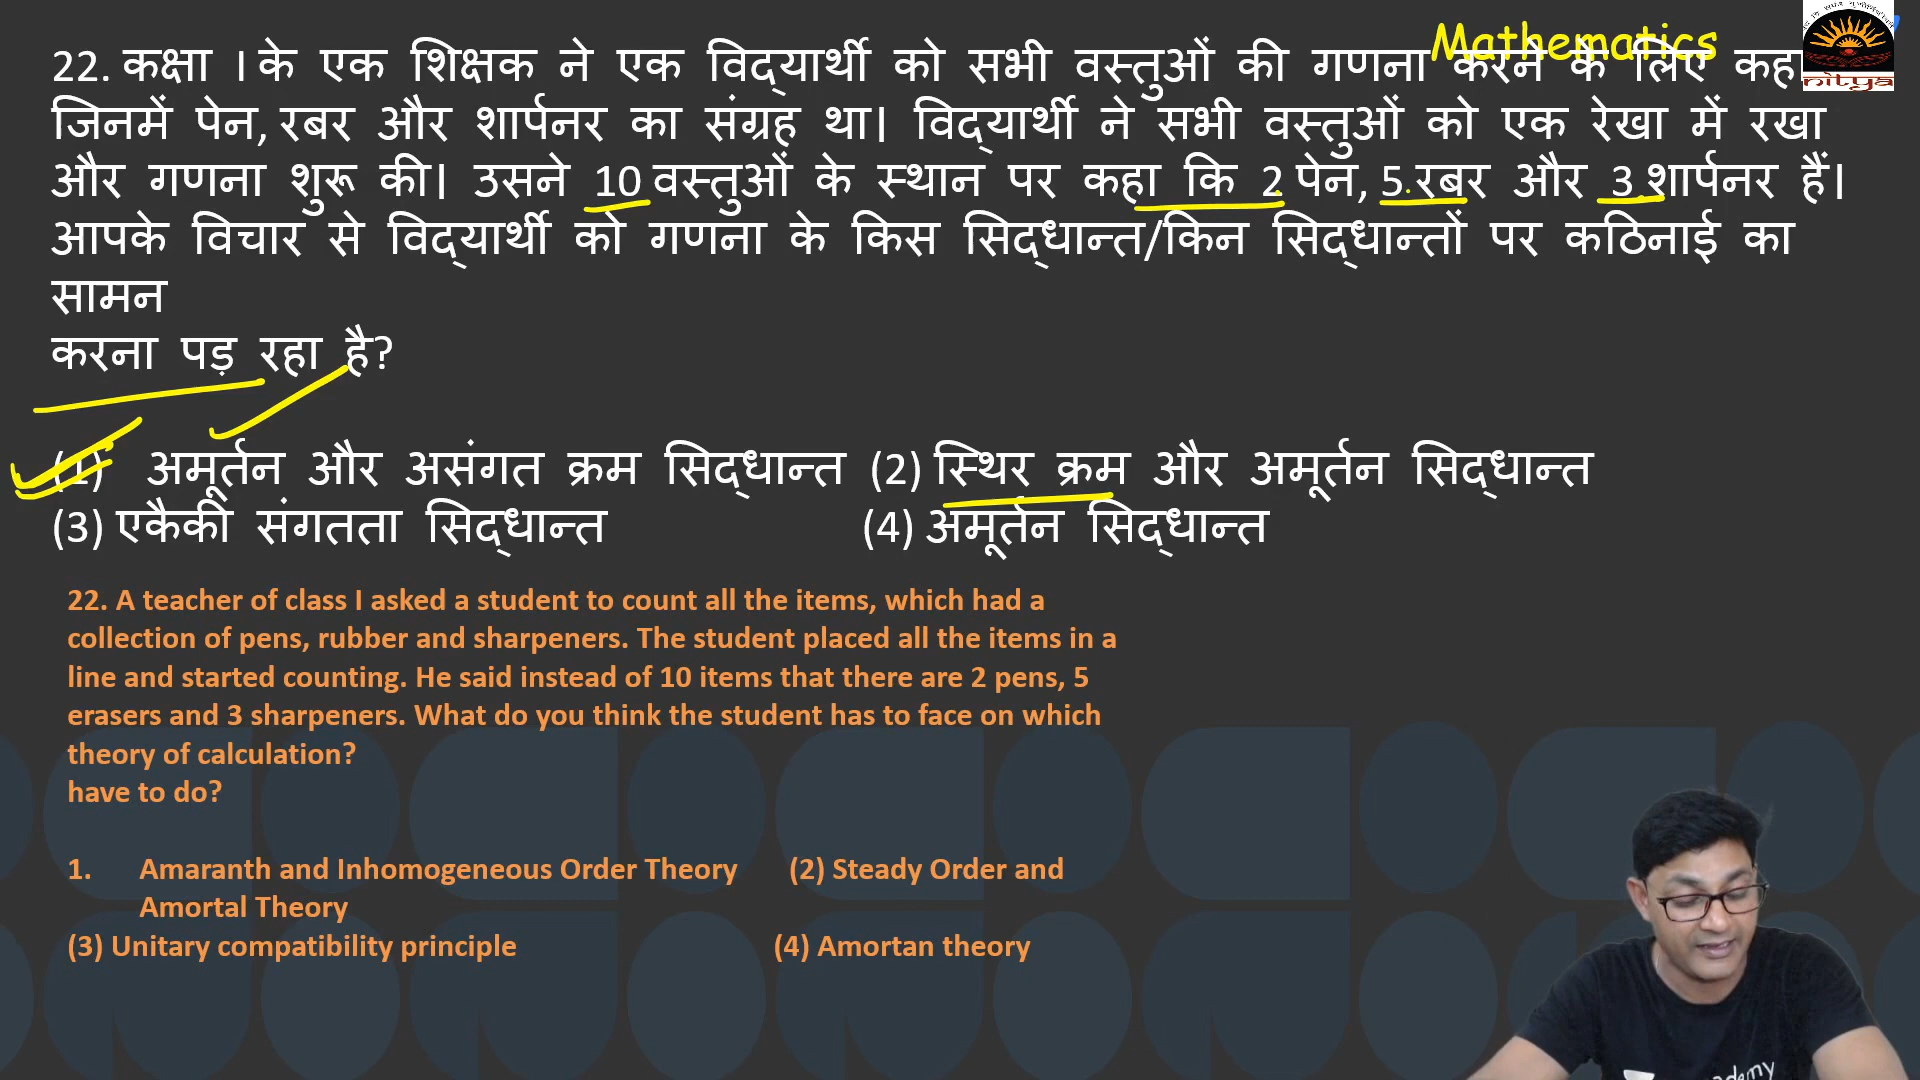 Mathematics
22. कक्षा । के एक शिक्षक ने एक विद्यार्थी को सभी वस्तुओं की गणना करने के लिए कह
nitya
जिनमें पेन, रबर और शार्पनर का संग्रह था। विद्यार्थी ने सभी वस्तुओं को एक रेखा में रखा
और गणना शुरू की। उसने 10 वस्तुओं के स्थान पर कहा कि 2 पेन, 5 रबर और 3 शार्पनर हैं।
आपके विचार से विद्यार्थी को गणना के किस सिद्धान्त/किन सिद्धान्तों पर कठिनाई का
सामन
करना पड़ रहा है?
(1) अमूर्तन और असंगत क्रम सिद्धान्त (2) स्थिर क्रम और अमूर्तन सिद्धान्त
(3) एकैकी संगतता सिद्धान्त (4) अमूर्तन सिद्धान्त
22. A teacher of class I asked a student to count all the items, which had a
collection of pens, rubber and sharpeners. The student placed all the items in a
line and started counting. He said instead of 10 items that there are 2 pens, 5
erasers and 3 sharpeners. What do you think the student has to face on which
theory of calculation?
have to do?
1. Amaranth and Inhomogeneous Order Theory (2) Steady Order and
Amortal Theory
(3) Unitary compatibility principle (4) Amortan theory